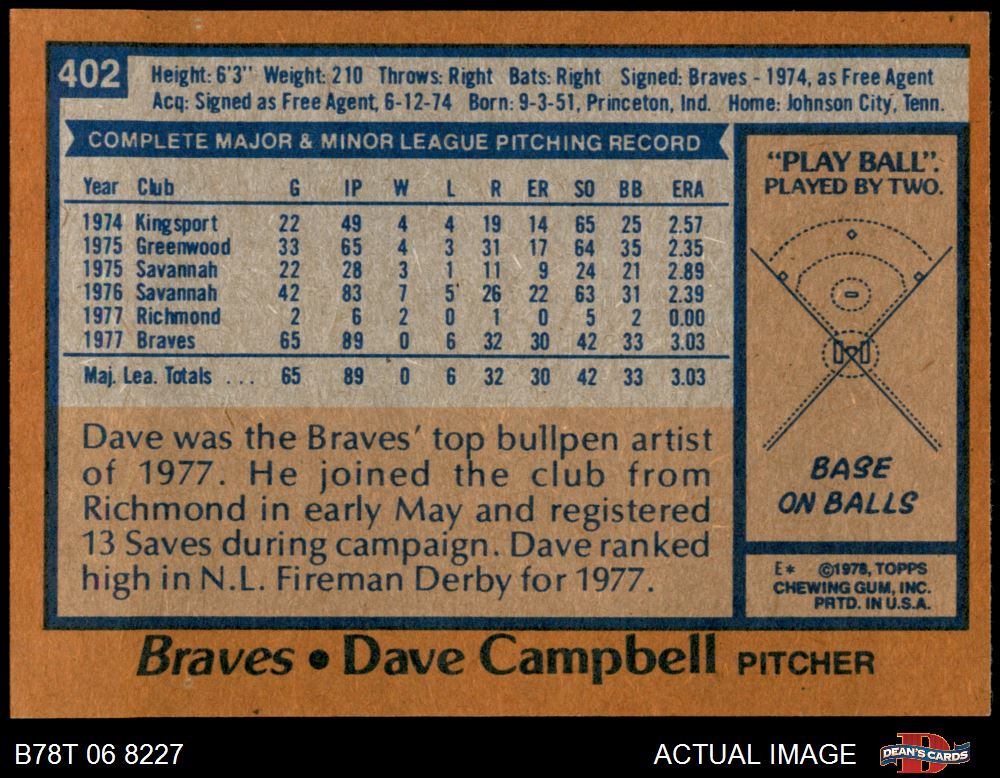 402
Height: 6'3" Weight: 210 Throws: Right Bats: Right Signed: Braves - 1974, as Free Agent
Acq: Signed as Free Agent, 6-12-74 Born: 9-3-51, Princeton, Ind. Home: Johnson City, Tenn.
COMPLETE MAJOR & MINOR LEAGUE PITCHING RECORD
Year Club G IP W L R ER SO BB ERA
1974 Kingsport 22 49 4 4 19 14 65 25 2.57
1975 Greenwood 33 65 4 3 31 17 64 35 2.35
1975 Savannah 22 28 3 1 11 9 24 21 2.89
1976 Savannah 42 83 7 5 26 22 63 31 2.39
1977 Richmond 2 6 2 0 1 0 5 2 0.00
1977 Braves 65 89 0 6 32 30 42 33 3.03
Maj. Lea. Totals ... 65 89 0 6 32 30 42 33 3.03
Dave was the Braves' top bullpen artist
of 1977. He joined the club from
Richmond in early May and registered
13 Saves during campaign. Dave ranked
high in N.L. Fireman Derby for 1977.
"PLAY BALL":
PLAYED BY TWO.
BASE
ON BALLS
E* ©1978, TOPPS
CHEWING GUM, INC.
PRTD. IN U.S.A.
Braves • Dave Campbell PITCHER
B78T 06 8227
ACTUAL IMAGE
DEAN'S CARDS